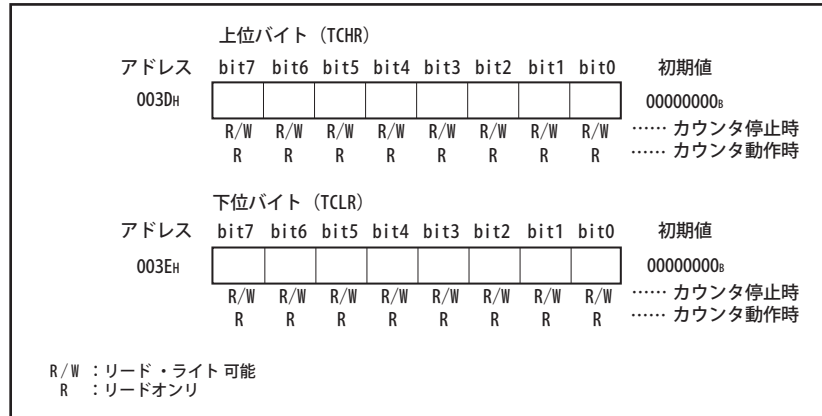 上位バイト (TCHR)
アドレス bit7 bit6 bit5 bit4 bit3 bit2 bit1 bit0 初期値
003DH 00000000B
R/W R/W R/W R/W R/W R/W R/W R/W …… カウンタ停止時
R R R R R R R R …… カウンタ動作時
下位バイト (TCLR)
アドレス bit7 bit6 bit5 bit4 bit3 bit2 bit1 bit0 初期値
003EH 00000000B
R/W R/W R/W R/W R/W R/W R/W R/W …… カウンタ停止時
R R R R R R R R …… カウンタ動作時
R/W :リード・ライト 可能
R :リードオンリ